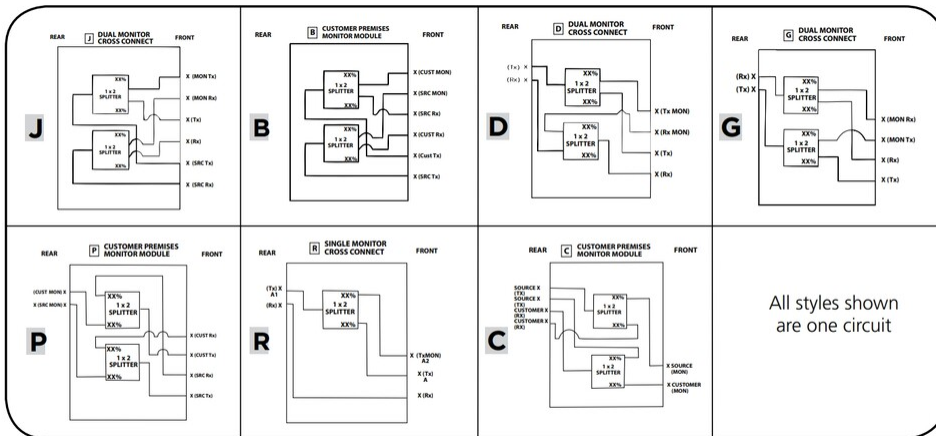 REAR
J DUAL MONITOR
CROSS CONNECT
FRONT
J
XX%
1 x 2
SPLITTER
XX%
XX%
1 x 2
SPLITTER
XX%
X (MON Tx)
X (MON Rx)
X (Tx)
X (Rx)
X (SRC Tx)
X (SRC Rx)
REAR
B CUSTOMER PREMISES
MONITOR MODULE
FRONT
B
XX%
1 x 2
SPLITTER
XX%
XX%
1 x 2
SPLITTER
XX%
X (CUST MON)
X (SRC MON)
X (SRC Rx)
X (CUST Rx)
X (Cust Tx)
X (SRC Tx)
REAR
D DUAL MONITOR
CROSS CONNECT
FRONT
D
(Tx) X
(Rx) X
XX%
1 x 2
SPLITTER
XX%
XX%
1 x 2
SPLITTER
XX%
X (Tx MON)
X (Rx MON)
X (Tx)
X (Rx)
REAR
G DUAL MONITOR
CROSS CONNECT
FRONT
G
(Rx) X
(Tx) X
XX%
1 x 2
SPLITTER
XX%
XX%
1 x 2
SPLITTER
XX%
X (MON Rx)
X (MON Tx)
X (Rx)
X (Tx)
REAR
P CUSTOMER PREMISES
MONITOR MODULE
FRONT
P
(CUST MON) X
X (SRC MON) X
XX%
1 x 2
SPLITTER
XX%
XX%
1 x 2
SPLITTER
XX%
X (CUST Rx)
X (CUST Tx)
X (SRC Rx)
X (SRC Tx)
REAR
R SINGLE MONITOR
CROSS CONNECT
FRONT
R
(Tx) X
A1
(Rx) X
XX%
1 x 2
SPLITTER
XX%
X (TxMON)
A2
X (Tx)
A
X (Rx)
REAR
C CUSTOMER PREMISES
MONITOR MODULE
FRONT
C
SOURCE X
(TX)
SOURCE X
(TX)
CUSTOMER X
(RX)
CUSTOMER X
(RX)
XX%
1 x 2
SPLITTER
XX%
XX%
1 x 2
SPLITTER
XX%
X SOURCE
(MON)
X CUSTOMER
(MON)
All styles shown
are one circuit